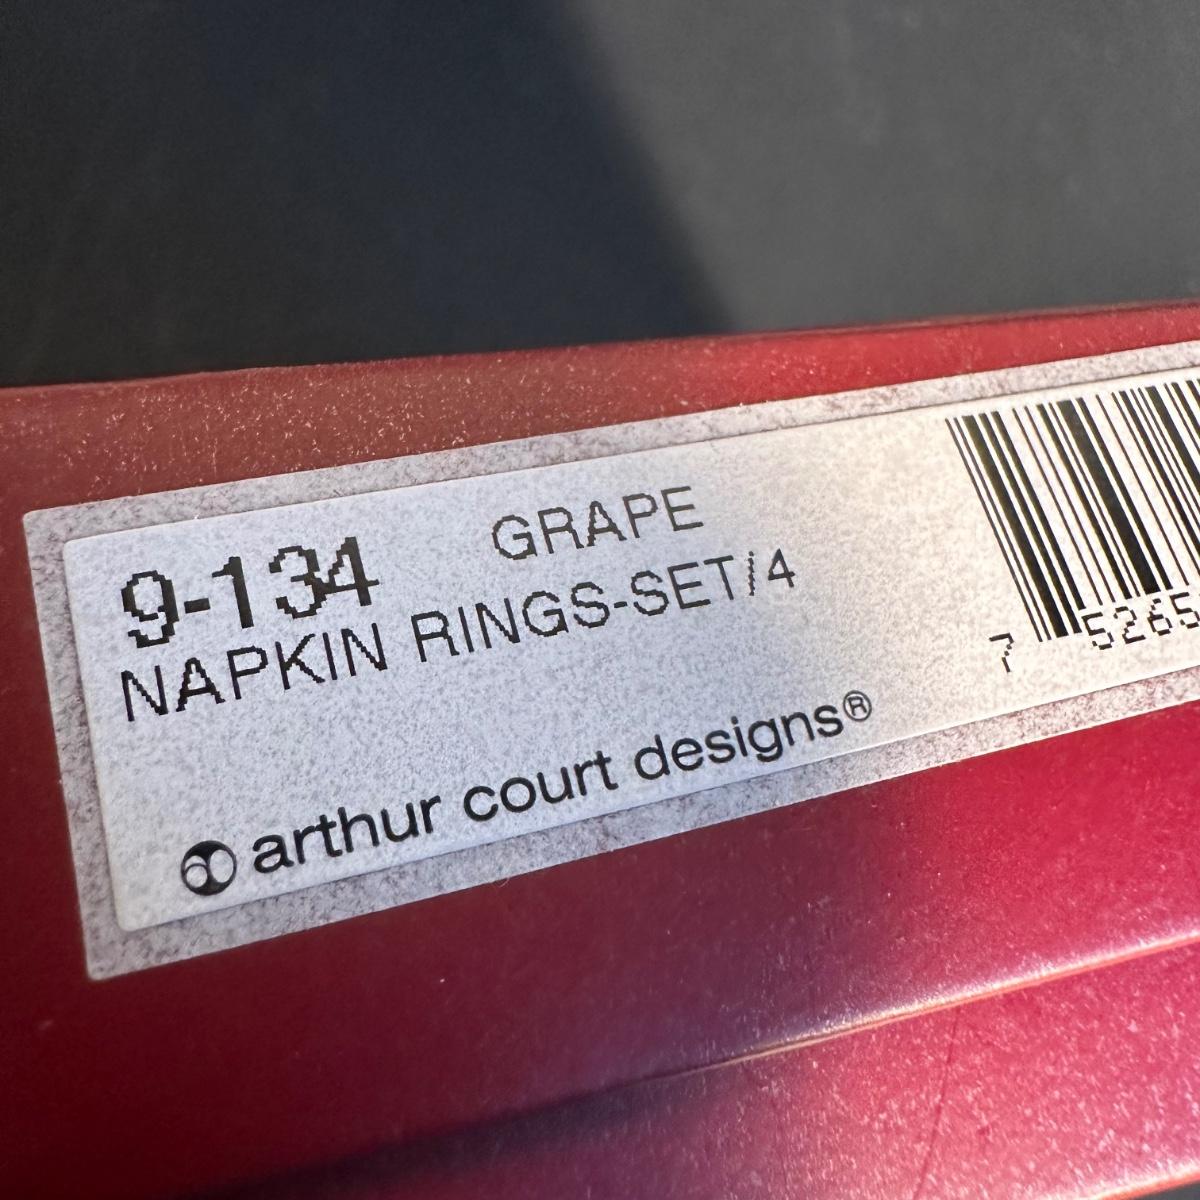 9-134 GRAPE
NAPKIN RINGS-SET/4
arthur court designs®
7 5265